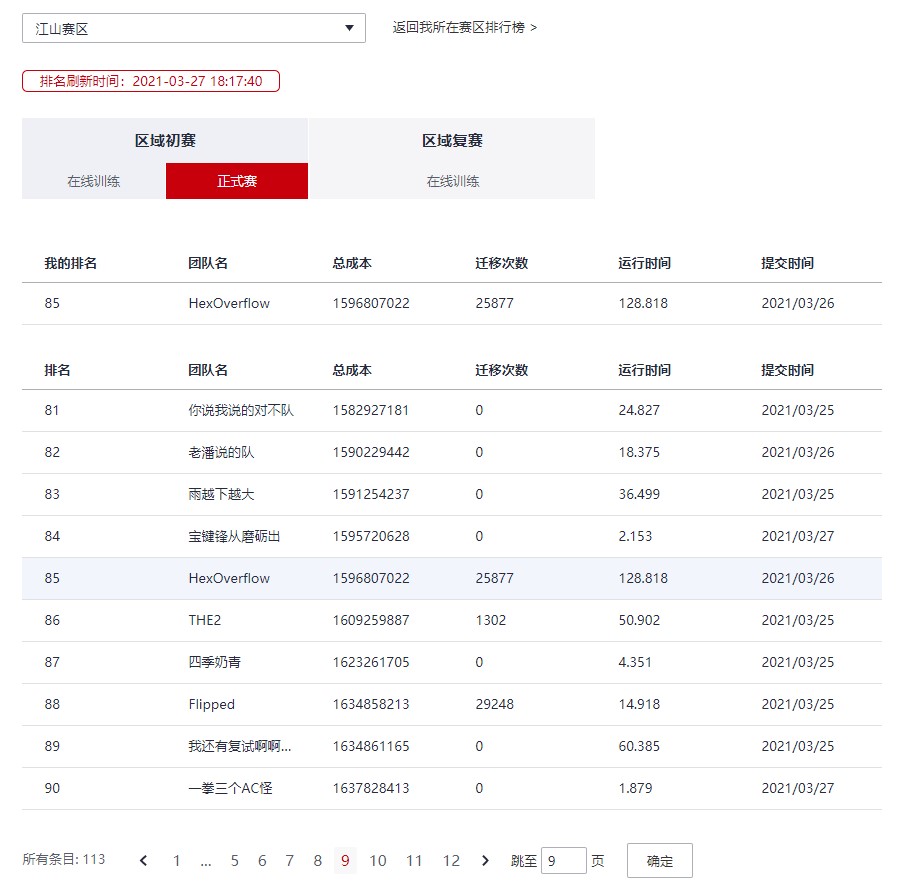 江山赛区 返回我所在赛区排行榜 >
排名刷新时间：2021-03-27 18:17:40
区域初赛 区域复赛
在线训练 正式赛 在线训练
我的排名 团队名 总成本 迁移次数 运行时间 提交时间
85 HexOverflow 1596807022 25877 128.818 2021/03/26
排名 团队名 总成本 迁移次数 运行时间 提交时间
81 你说我说的对不队 1582927181 0 24.827 2021/03/25
82 老潘说的队 1590229442 0 18.375 2021/03/26
83 雨越下越大 1591254237 0 36.499 2021/03/25
84 宝键锋从磨砺出 1595720628 0 2.153 2021/03/27
85 HexOverflow 1596807022 25877 128.818 2021/03/26
86 THE2 1609259887 1302 50.902 2021/03/25
87 四季奶青 1623261705 0 4.351 2021/03/25
88 Flipped 1634858213 29248 14.918 2021/03/25
89 我还有复试啊啊... 1634861165 0 60.385 2021/03/25
90 一拳三个AC怪 1637828413 0 1.879 2021/03/27
所有条目: 113 1 ... 5 6 7 8 9 10 11 12 跳至 9 页 确定